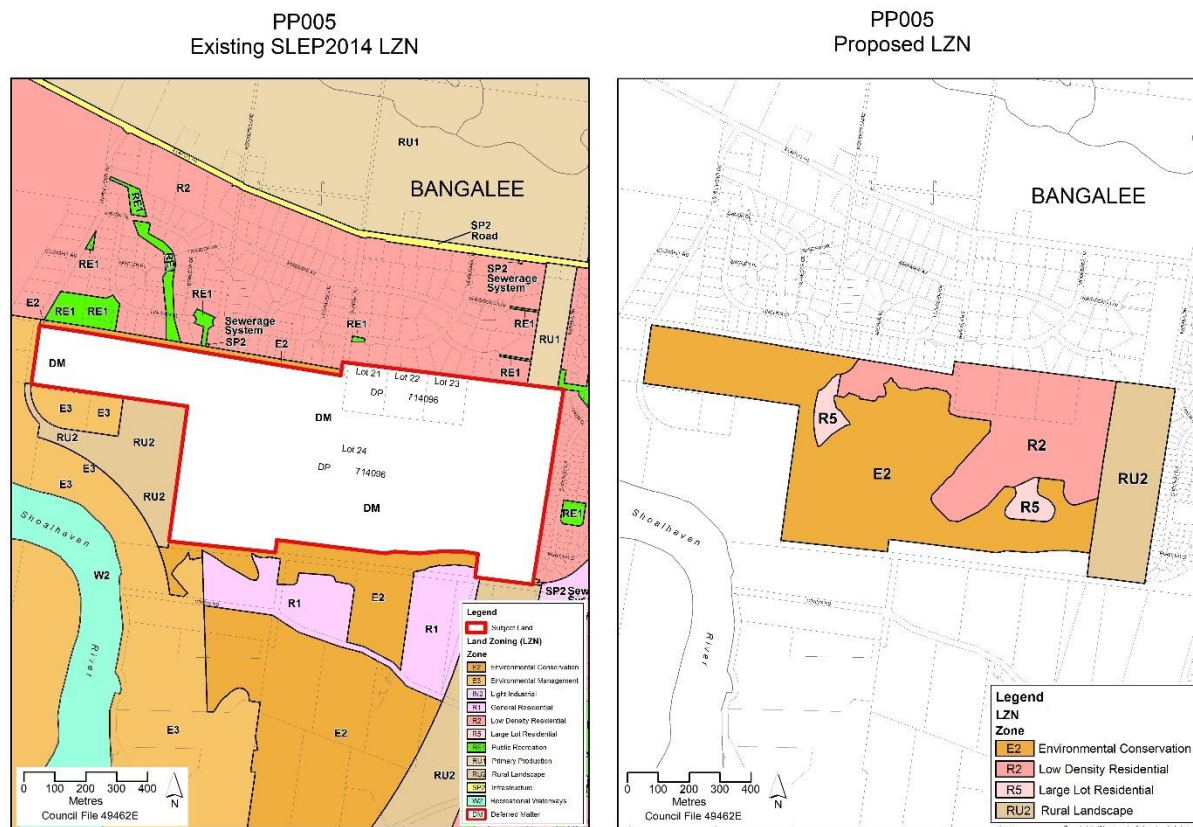 PP005
Existing SLEP2014 LZN
RU1
BANGALEE
R2
RE1
SP2
Road
RE1
RE1
SP2
Sewerage
System
RE1
RE1
RU1
E2
RE1 RE1
Sewerage
System
SP2
E2
RE1
RE1
DM
Lot 21 Lot 22 Lot 23
DP 714096
DM
E3 E3
RU2
Lot 24
DP 714096
E3
E3
RU2
RU2
DM
RE1
Shoalhaven
W2
River
R1
E2
R1
SP2
E3
E2
RU2
Legend
Subject Land
Land Zoning (LZN)
Zone
E2 Environmental Conservation
E3 Environmental Management
IN2 Light Industrial
R1 General Residential
R2 Low Density Residential
R5 Large Lot Residential
RE1 Public Recreation
RU1 Primary Production
RU2 Rural Landscape
SP2 Infrastructure
W2 Recreational Waterways
DM Deferred Matter
0 100 200 300 400
Metres
N
Council File 49462E
PP005
Proposed LZN
BANGALEE
R5
R2
E2
RU2
R5
Shoalhaven
River
Legend
LZN
Zone
E2 Environmental Conservation
R2 Low Density Residential
R5 Large Lot Residential
RU2 Rural Landscape
0 100 200 300 400
Metres
N
Council File 49462E